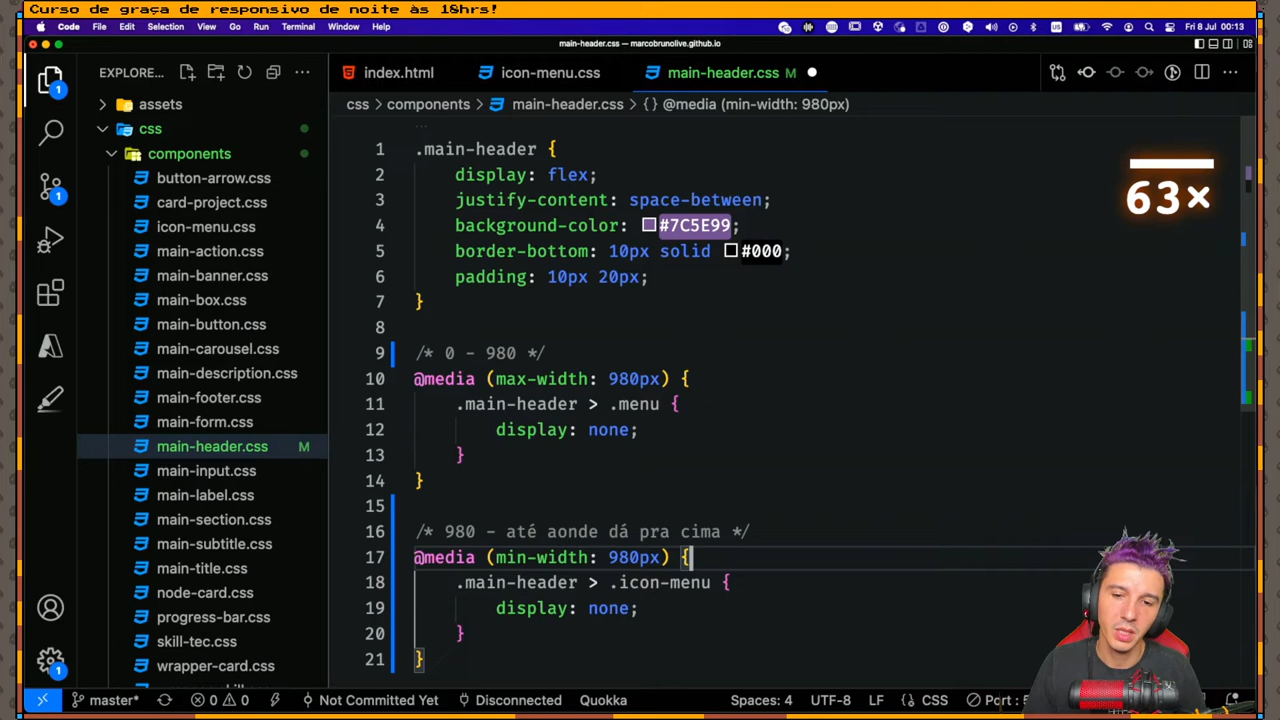 Curso de graça de responsivo de noite às 10hrs!
Code File Edit Selection View Go Run Terminal Window Help
Fri 8 Jul 00:13
main-header.css — marcobrunolive.github.io
EXPLORE...
index.html
icon-menu.css
main-header.css M
css > components > main-header.css > {} @media (min-width: 980px)
assets
css
components
button-arrow.css
card-project.css
icon-menu.css
main-action.css
main-banner.css
main-box.css
main-button.css
main-carousel.css
main-description.css
main-footer.css
main-form.css
main-header.css M
main-input.css
main-label.css
main-section.css
main-subtitle.css
main-title.css
node-card.css
progress-bar.css
skill-tec.css
wrapper-card.css
1 .main-header {
2 display: flex;
3 justify-content: space-between;
4 background-color: #7C5E99;
5 border-bottom: 10px solid #000;
6 padding: 10px 20px;
7 }
8
9 /* 0 - 980 */
10 @media (max-width: 980px) {
11 .main-header > .menu {
12 display: none;
13 }
14 }
15
16 /* 980 - até aonde dá pra cima */
17 @media (min-width: 980px) {
18 .main-header > .icon-menu {
19 display: none;
20 }
21 }
63×
1
1
1
master* 0 0 Not Committed Yet Disconnected Quokka Spaces: 4 UTF-8 LF {} CSS Port :